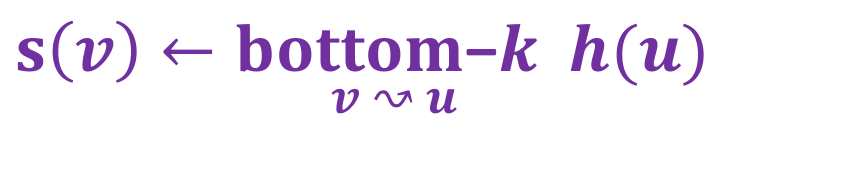 s(v) ← bottom–k h(u)
v ⤳ u